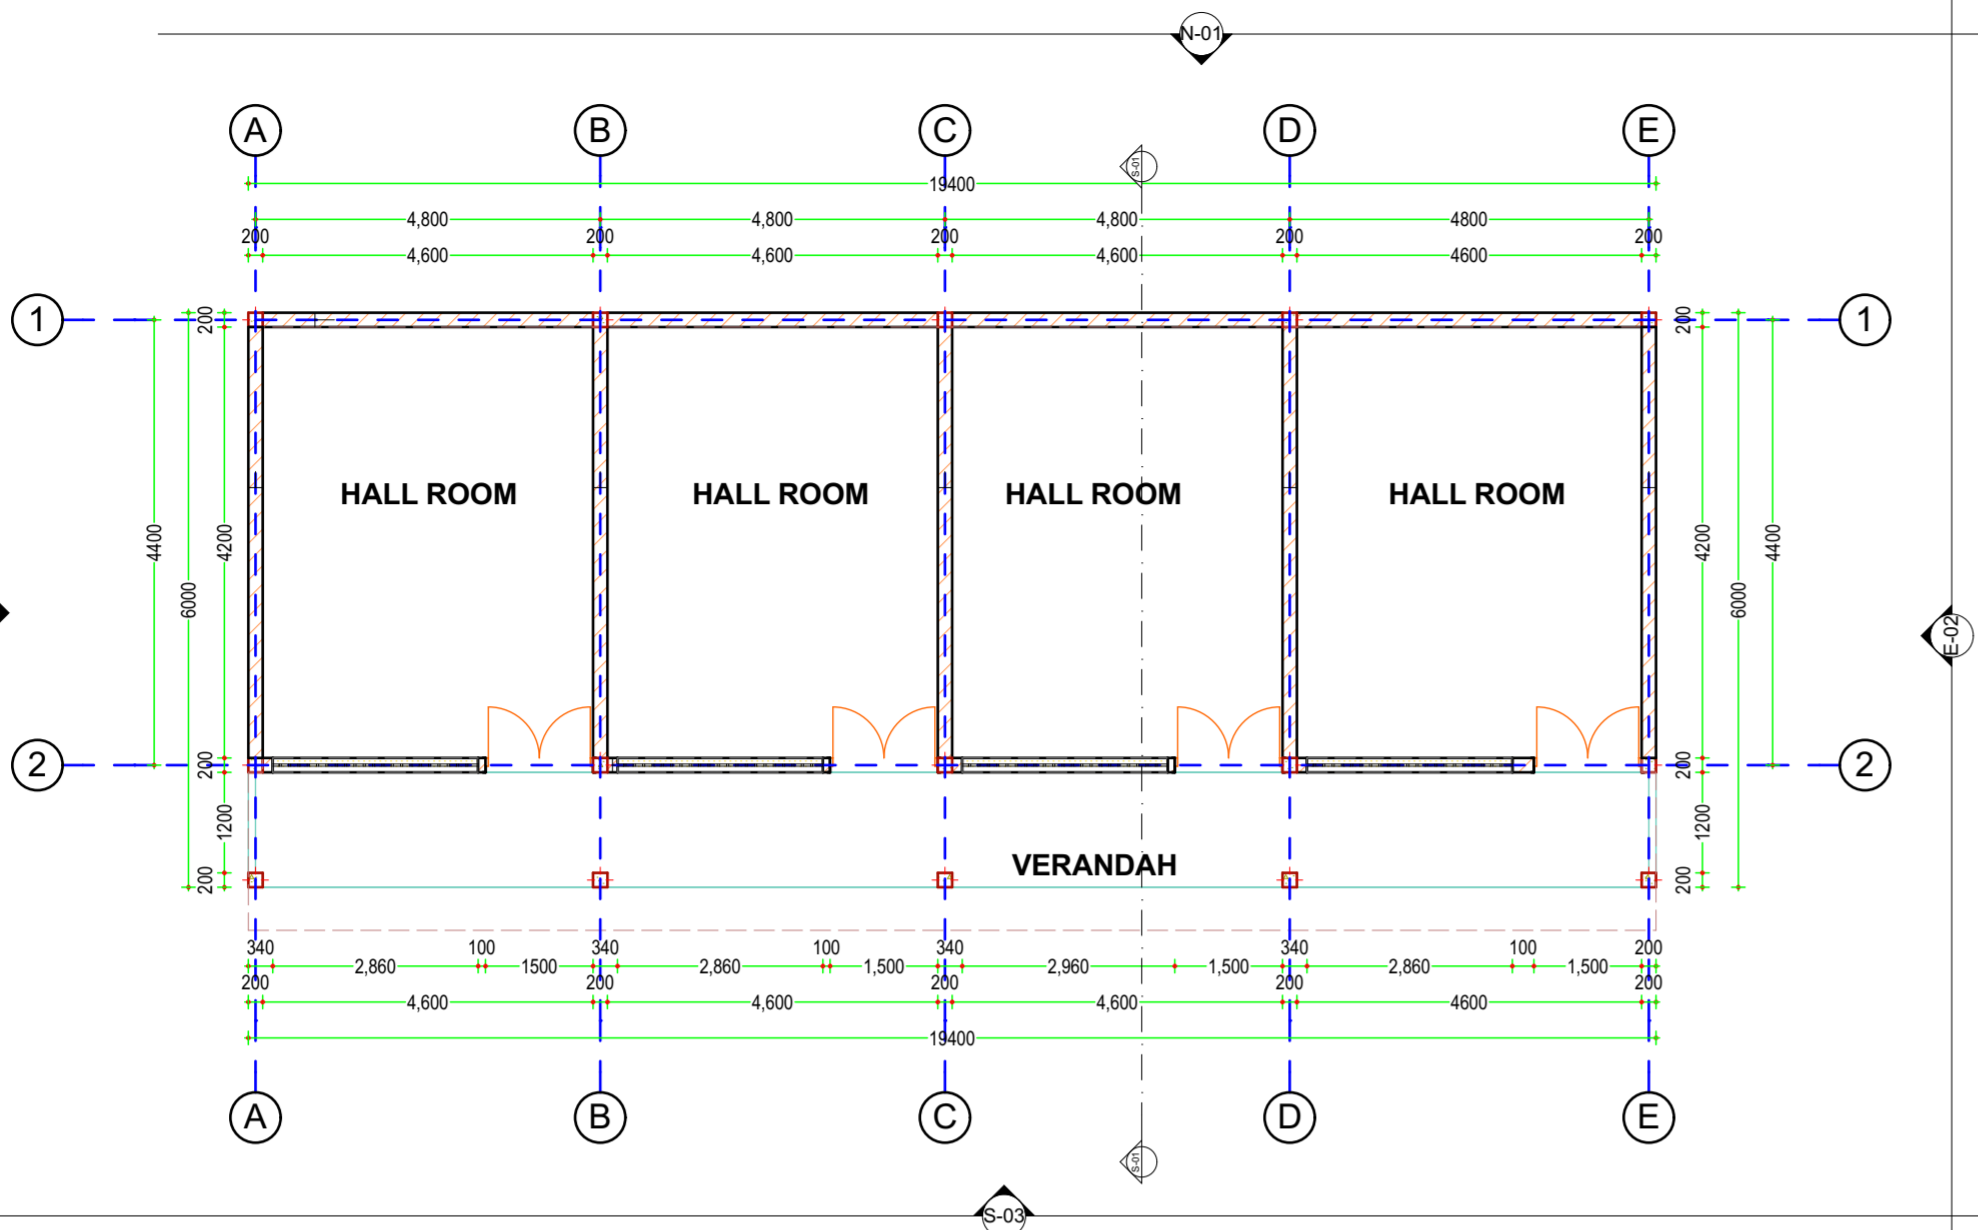 N-01
A B C D E
S-01
19400
4,800 4,800 4,800 4800
200 200 200 200 200
4,600 4,600 4,600 4600
1 200 200 1
HALL ROOM HALL ROOM HALL ROOM HALL ROOM
4400 4200 4200 4400
6000 6000
E-02
2 200 200 2
1200 1200
VERANDAH
200 200
340 100 340 100 340 340 100 200
2,860 1500 2,860 1,500 2,960 1,500 2,860 1,500
200 200 200 200 200
4,600 4,600 4,600 4600
19400
A B C D E
S-01
S-03